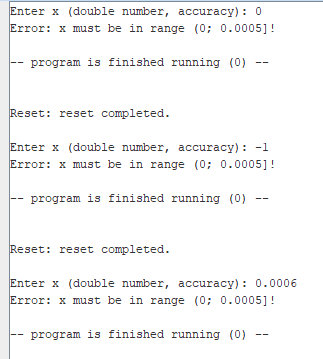 Enter x (double number, accuracy): 0
Error: x must be in range (0; 0.0005]!
-- program is finished running (0) --
Reset: reset completed.
Enter x (double number, accuracy): -1
Error: x must be in range (0; 0.0005]!
-- program is finished running (0) --
Reset: reset completed.
Enter x (double number, accuracy): 0.0006
Error: x must be in range (0; 0.0005]!
-- program is finished running (0) --